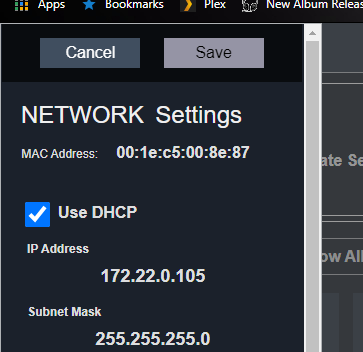 Apps Bookmarks Plex New Album Releas
Cancel Save
NETWORK Settings
MAC Address: 00:1e:c5:00:8e:87
ate Se
Use DHCP
ow All
IP Address
172.22.0.105
Subnet Mask
255.255.255.0